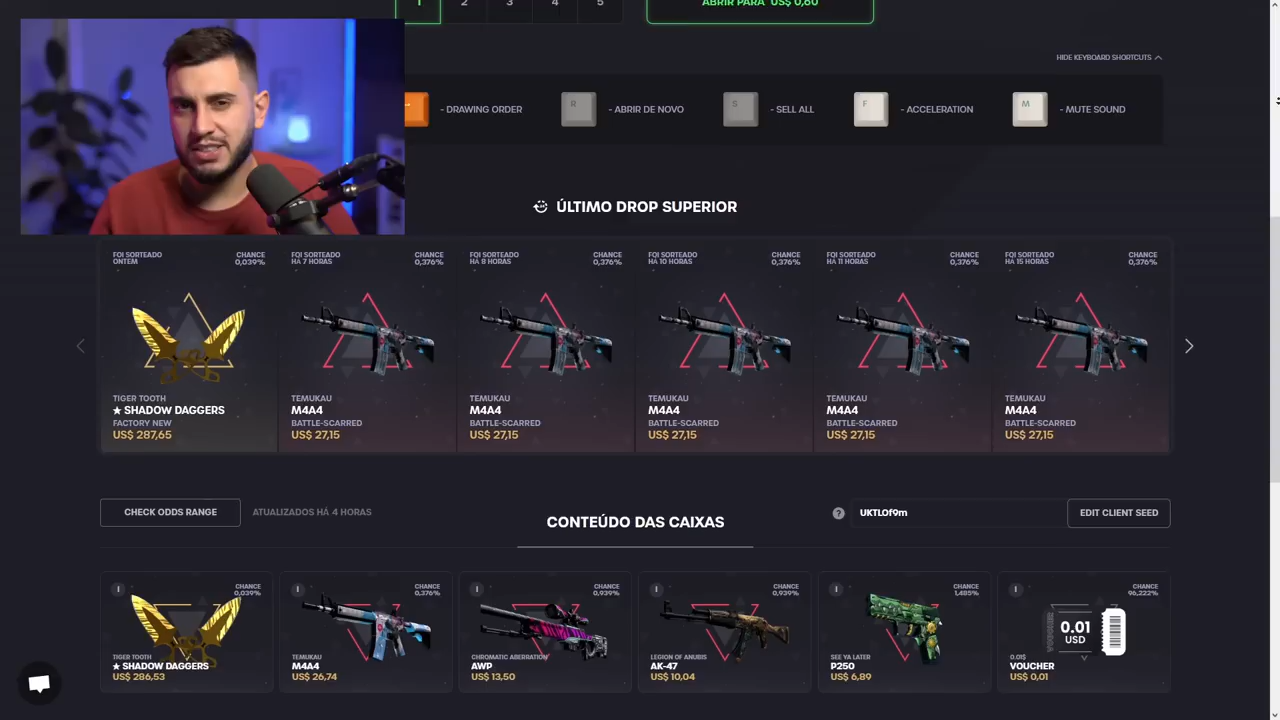 1 2 3 4 5
ABRIR PARA US$ 0,60
HIDE KEYBOARD SHORTCUTS
- DRAWING ORDER
R - ABRIR DE NOVO
S - SELL ALL
F - ACCELERATION
M - MUTE SOUND
ÚLTIMO DROP SUPERIOR
FQI SORTEADO
ONTEM
CHANCE
0,039%
TIGER TOOTH
★ SHADOW DAGGERS
FACTORY NEW
US$ 287,65
FQI SORTEADO
HÁ 7 HORAS
CHANCE
0,376%
TEMUKAU
M4A4
BATTLE-SCARRED
US$ 27,15
FQI SORTEADO
HÁ 8 HORAS
CHANCE
0,376%
TEMUKAU
M4A4
BATTLE-SCARRED
US$ 27,15
FQI SORTEADO
HÁ 10 HORAS
CHANCE
0,376%
TEMUKAU
M4A4
BATTLE-SCARRED
US$ 27,15
FQI SORTEADO
HÁ 11 HORAS
CHANCE
0,376%
TEMUKAU
M4A4
BATTLE-SCARRED
US$ 27,15
FQI SORTEADO
HÁ 15 HORAS
CHANCE
0,376%
TEMUKAU
M4A4
BATTLE-SCARRED
US$ 27,15
CHECK ODDS RANGE
ATUALIZADOS HÁ 4 HORAS
CONTEÚDO DAS CAIXAS
?
UKTLOf9m
EDIT CLIENT SEED
I
CHANCE
0,039%
TIGER TOOTH
★ SHADOW DAGGERS
US$ 286,53
I
CHANCE
0,376%
TEMUKAU
M4A4
US$ 26,74
I
CHANCE
0,939%
CHROMATIC ABERRATION
AWP
US$ 13,50
I
CHANCE
0,939%
LEGION OF ANUBIS
AK-47
US$ 10,04
I
CHANCE
1,485%
SEE YA LATER
P250
US$ 6,89
I
CHANCE
96,222%
VOUCHER
0.01
USD
0.01$
VOUCHER
US$ 0,01